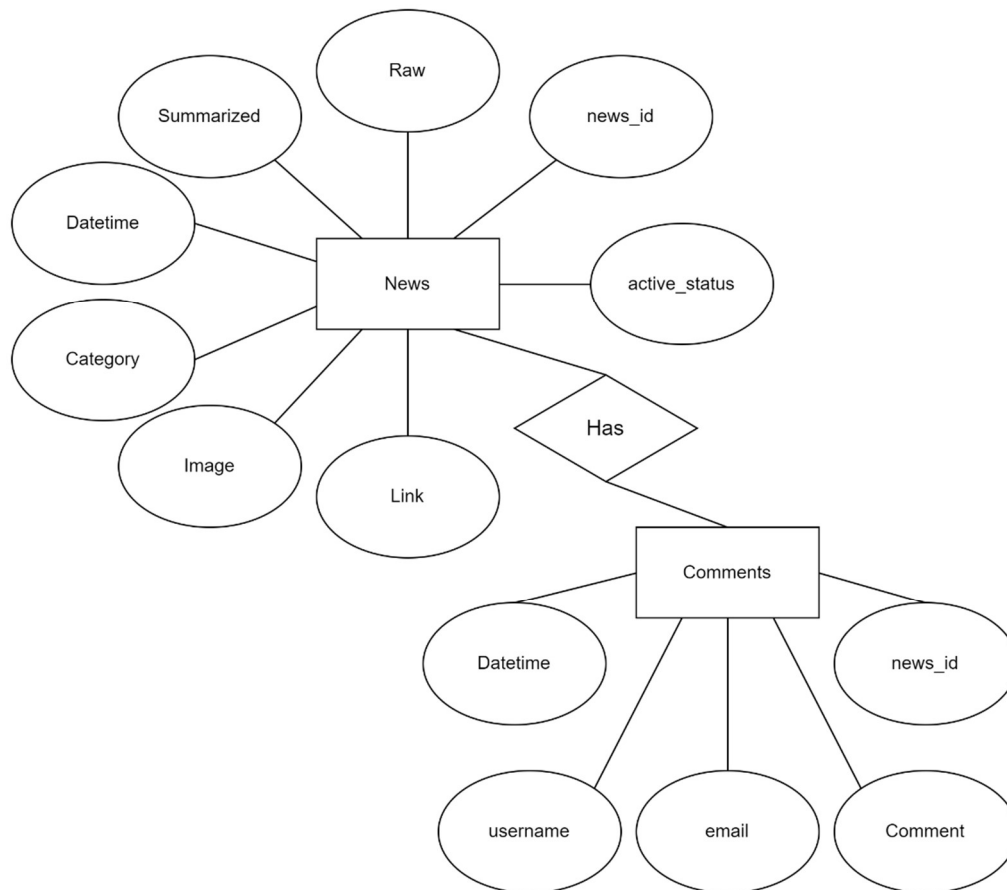 Raw
Summarized
news_id
Datetime
News
active_status
Category
Has
Image
Link
Comments
Datetime
news_id
username
email
Comment